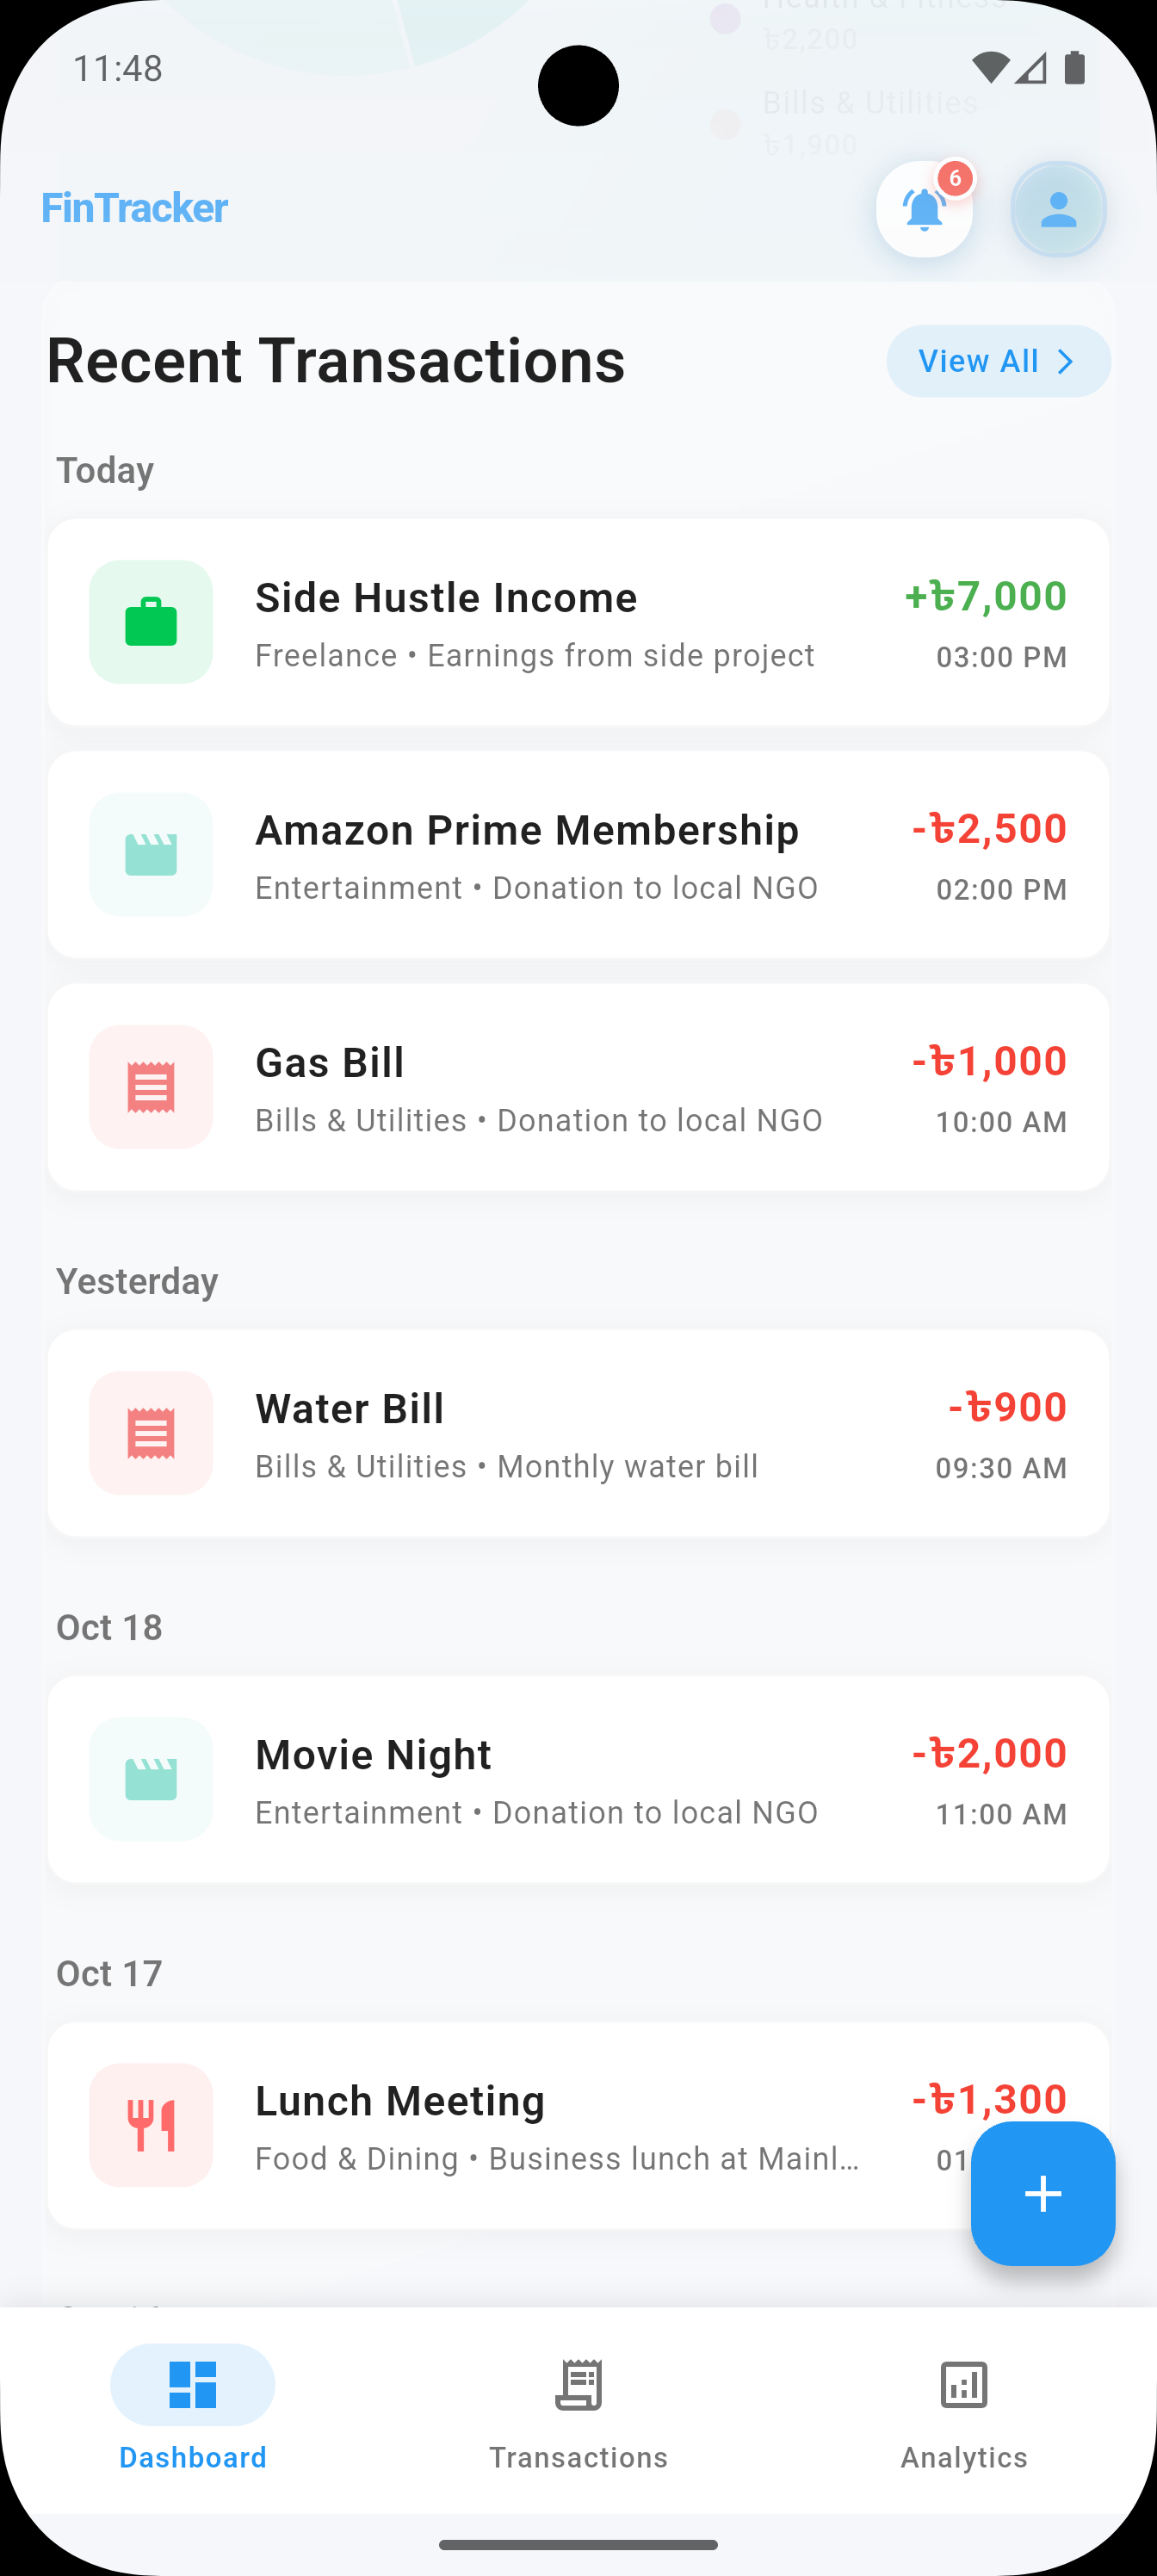 Health & Fitness
৳2,200
11:48
Bills & Utilities
৳1,900
FinTracker
6
Recent Transactions
View All
Today
Side Hustle Income
+৳7,000
Freelance • Earnings from side project
03:00 PM
Amazon Prime Membership
-৳2,500
Entertainment • Donation to local NGO
02:00 PM
Gas Bill
-৳1,000
Bills & Utilities • Donation to local NGO
10:00 AM
Yesterday
Water Bill
-৳900
Bills & Utilities • Monthly water bill
09:30 AM
Oct 18
Movie Night
-৳2,000
Entertainment • Donation to local NGO
11:00 AM
Oct 17
Lunch Meeting
-৳1,300
Food & Dining • Business lunch at Mainl…
01
Dashboard
Transactions
Analytics